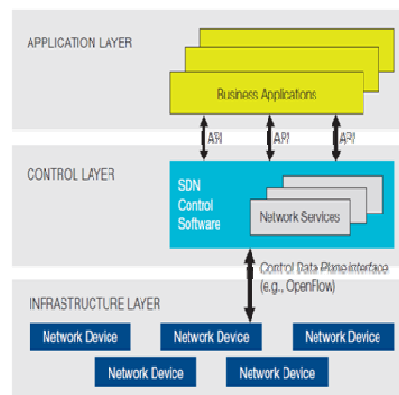 APPLICATION LAYER
Business Applications
API
API
API
CONTROL LAYER
SDN
Control
Software
Network Services
Control Data Plane interface
(e.g., OpenFlow)
INFRASTRUCTURE LAYER
Network Device
Network Device
Network Device
Network Device
Network Device